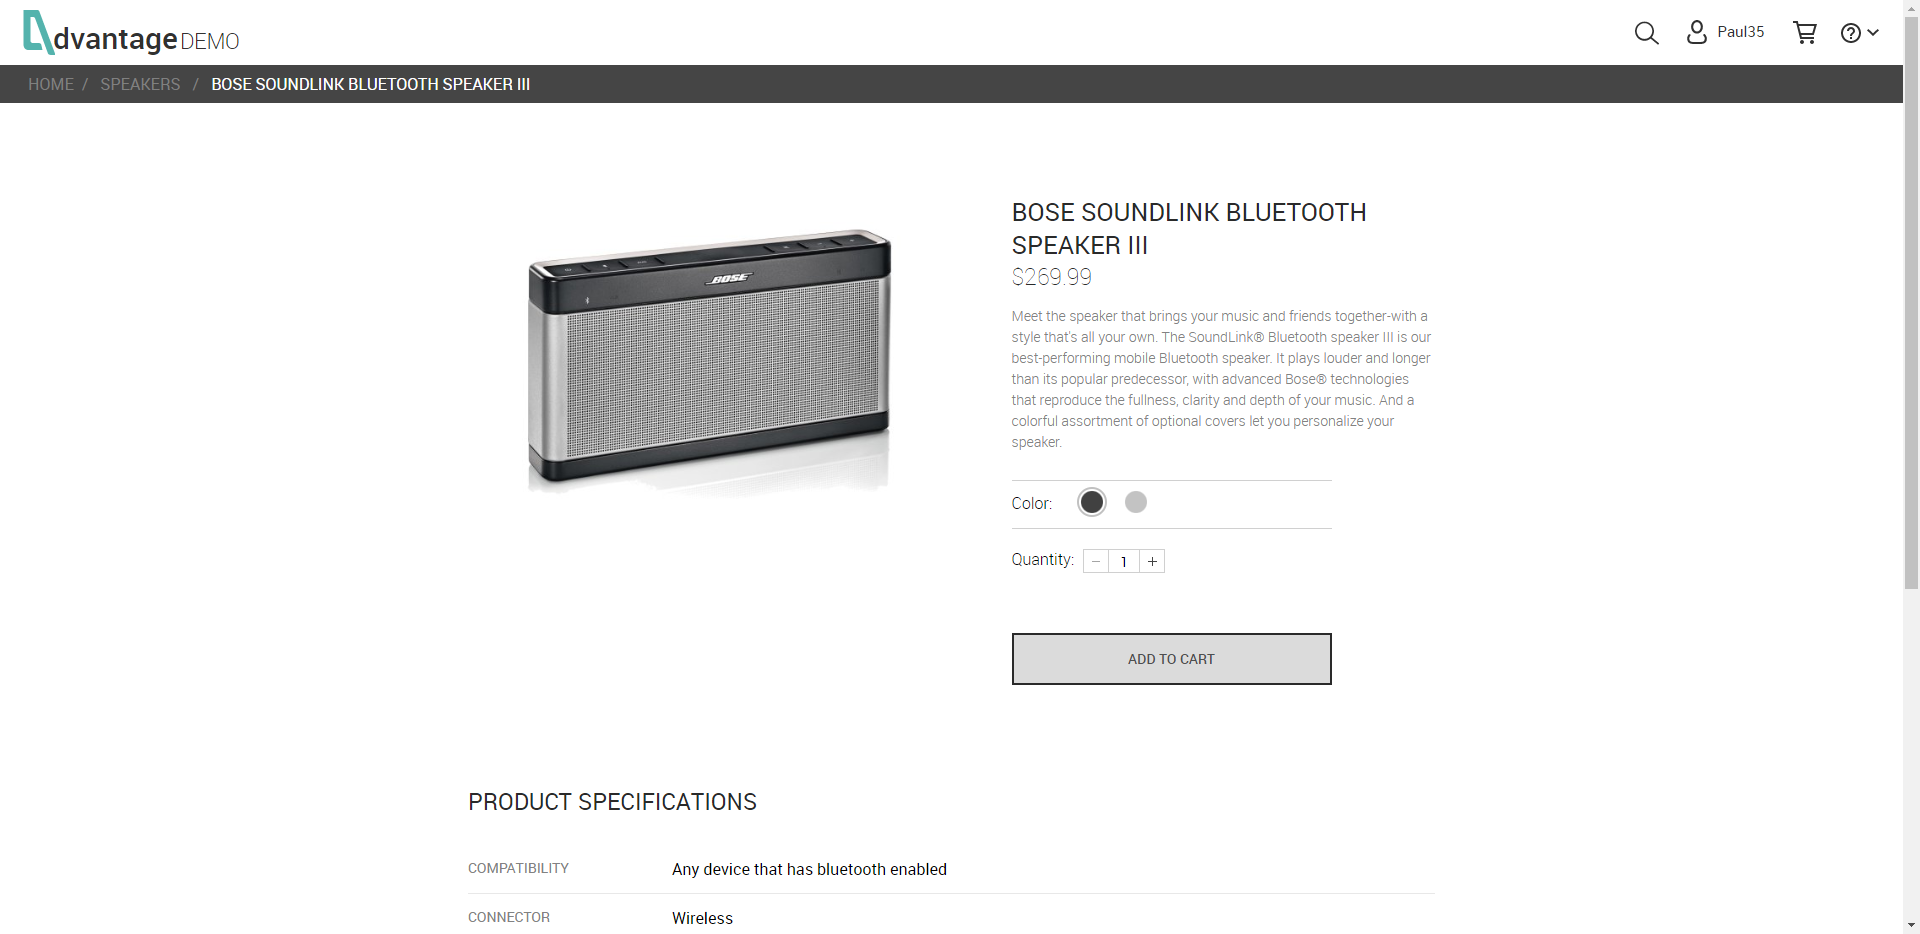 dvantage DEMO
Paul35
HOME / SPEAKERS / BOSE SOUNDLINK BLUETOOTH SPEAKER III
BOSE
BOSE SOUNDLINK BLUETOOTH
SPEAKER III
$269.99
Meet the speaker that brings your music and friends together-with a
style that's all your own. The SoundLink® Bluetooth speaker III is our
best-performing mobile Bluetooth speaker. It plays louder and longer
than its popular predecessor, with advanced Bose® technologies
that reproduce the fullness, clarity and depth of your music. And a
colorful assortment of optional covers let you personalize your
speaker.
Color:
Quantity: − 1 +
ADD TO CART
PRODUCT SPECIFICATIONS
COMPATIBILITY Any device that has bluetooth enabled
CONNECTOR Wireless